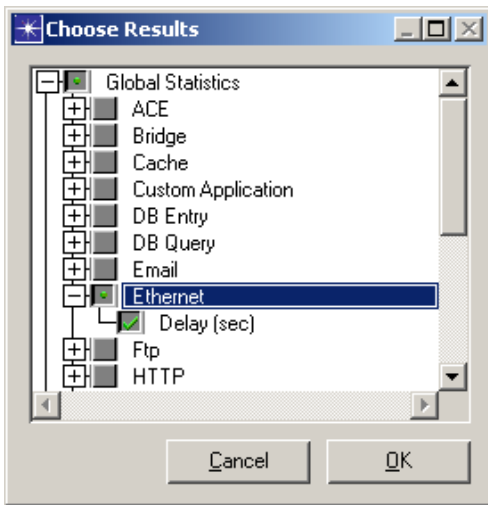 Choose Results
Global Statistics
ACE
Bridge
Cache
Custom Application
DB Entry
DB Query
Email
Ethernet
Delay (sec)
Ftp
HTTP
Cancel
OK